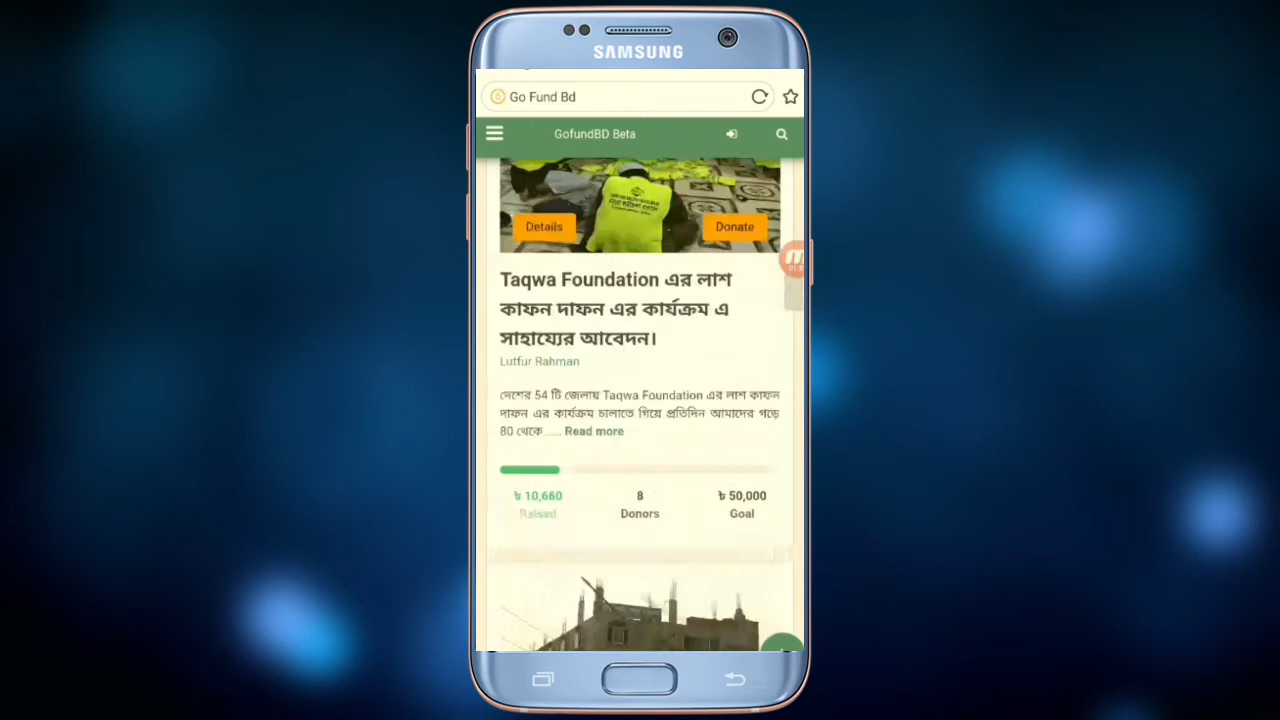 SAMSUNG
Go Fund Bd
GofundBD Beta
Details
Donate
Taqwa Foundation এর লাশ
কাফন দাফন এর কার্যক্রম এ
সাহায্যের আবেদন।
Lutfur Rahman
দেশের 54 টি জেলায় Taqwa Foundation এর লাশ কাফন
দাফন এর কার্যক্রম চালাতে গিয়ে প্রতিদিন আমাদের গড়ে
80 থেকে ..... Read more
৳ 10,660
8
৳ 50,000
Raised
Donors
Goal